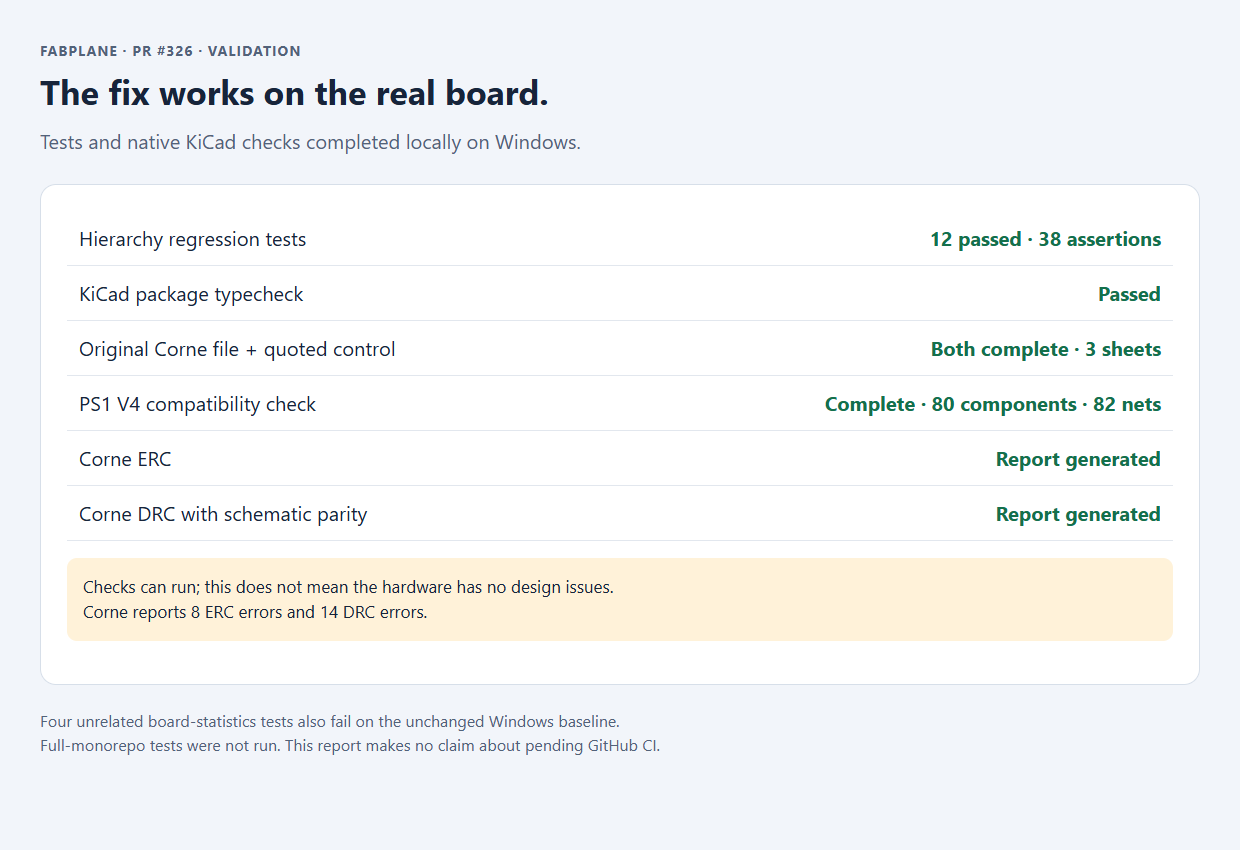 FABPLANE · PR #326 · VALIDATION
The fix works on the real board.
Tests and native KiCad checks completed locally on Windows.
Hierarchy regression tests 12 passed · 38 assertions
KiCad package typecheck Passed
Original Corne file + quoted control Both complete · 3 sheets
PS1 V4 compatibility check Complete · 80 components · 82 nets
Corne ERC Report generated
Corne DRC with schematic parity Report generated
Checks can run; this does not mean the hardware has no design issues.
Corne reports 8 ERC errors and 14 DRC errors.
Four unrelated board-statistics tests also fail on the unchanged Windows baseline.
Full-monorepo tests were not run. This report makes no claim about pending GitHub CI.